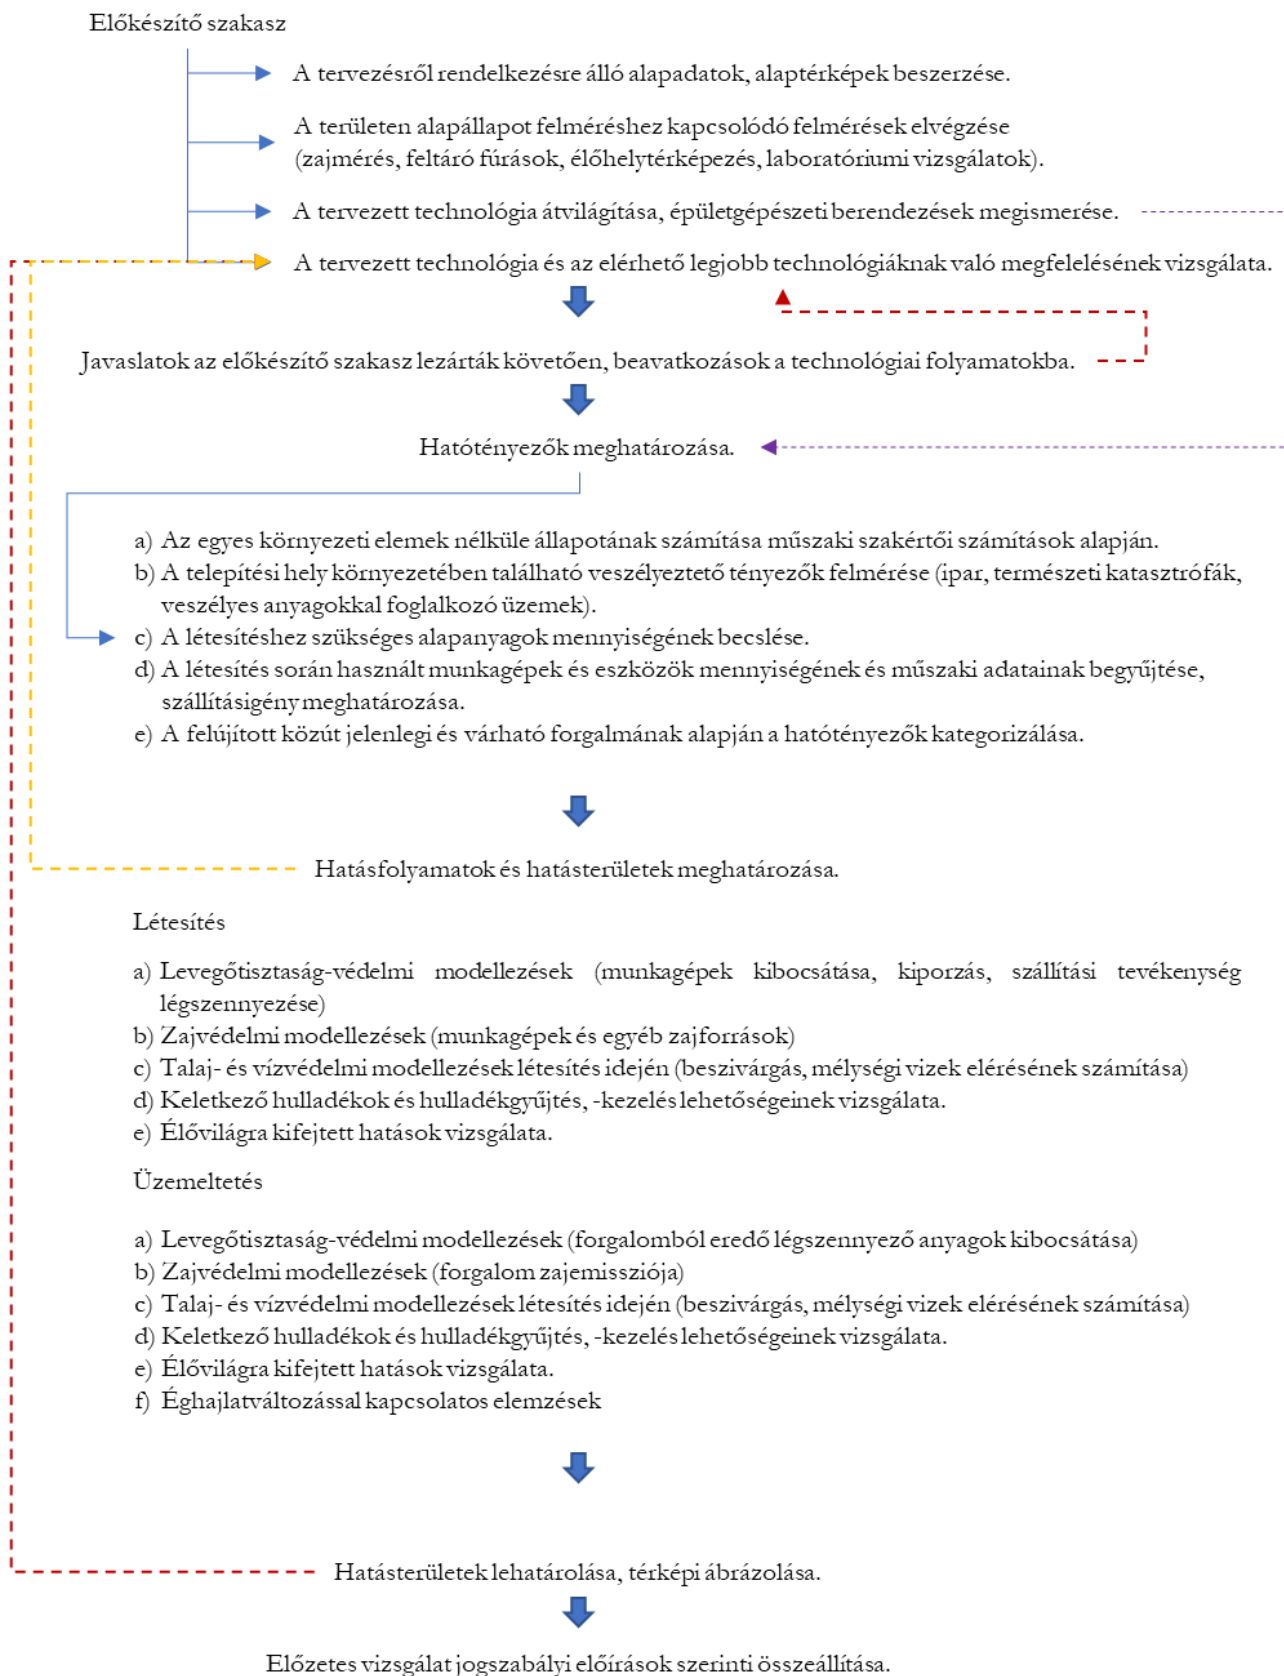 Előkészítő szakasz
A tervezésről rendelkezésre álló alapadatok, alaptérképek beszerzése.
A területen alapállapot felméréshez kapcsolódó felmérések elvégzése
(zajmérés, feltáró fúrások, élőhelytérképezés, laboratóriumi vizsgálatok).
A tervezett technológia átvilágítása, épületgépészeti berendezések megismerése.
A tervezett technológia és az elérhető legjobb technológiáknak való megfelelésének vizsgálata.
Javaslatok az előkészítő szakasz lezárták követően, beavatkozások a technológiai folyamatokba.
Hatótényezők meghatározása.
a) Az egyes környezeti elemek nélküle állapotának számítása műszaki szakértői számítások alapján.
b) A telepítési hely környezetében található veszélyeztető tényezők felmérése (ipar, természeti katasztrófák,
veszélyes anyagokkal foglalkozó üzemek).
c) A létesítéshez szükséges alapanyagok mennyiségének becslése.
d) A létesítés során használt munkagépek és eszközök mennyiségének és műszaki adatainak begyűjtése,
szállításigény meghatározása.
e) A felújított közút jelenlegi és várható forgalmának alapján a hatótényezők kategorizálása.
Hatásfolyamatok és hatásterületek meghatározása.
Létesítés
a) Levegőtisztaság-védelmi modellezések (munkagépek kibocsátása, kiporzás, szállítási tevékenység
légszennyezése)
b) Zajvédelmi modellezések (munkagépek és egyéb zajforrások)
c) Talaj- és vízvédelmi modellezések létesítés idején (beszivárgás, mélységi vizek elérésének számítása)
d) Keletkező hulladékok és hulladékgyűjtés, -kezelés lehetőségeinek vizsgálata.
e) Élővilágra kifejtett hatások vizsgálata.
Üzemeltetés
a) Levegőtisztaság-védelmi modellezések (forgalomból eredő légszennyező anyagok kibocsátása)
b) Zajvédelmi modellezések (forgalom zajemissziója)
c) Talaj- és vízvédelmi modellezések létesítés idején (beszivárgás, mélységi vizek elérésének számítása)
d) Keletkező hulladékok és hulladékgyűjtés, -kezelés lehetőségeinek vizsgálata.
e) Élővilágra kifejtett hatások vizsgálata.
f) Éghajlatváltozással kapcsolatos elemzések
Hatásterületek lehatárolása, térképi ábrázolása.
Előzetes vizsgálat jogszabályi előírások szerinti összeállítása.